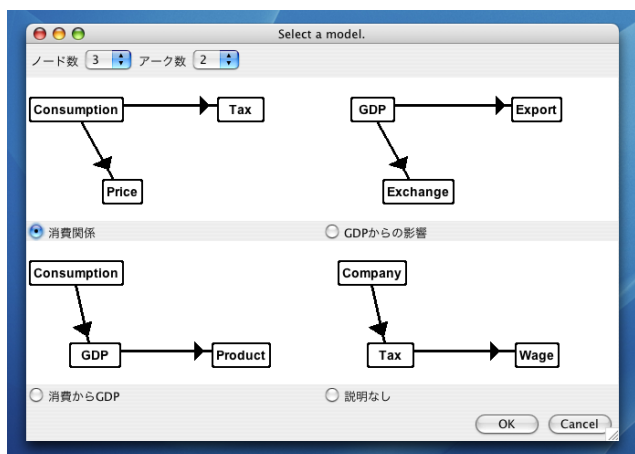 Select a model.
ノード数 3 アーク数 2
Consumption Tax
Price
GDP Export
Exchange
消費関係 GDPからの影響
Consumption
GDP Product
Company
Tax Wage
消費からGDP 説明なし
OK Cancel